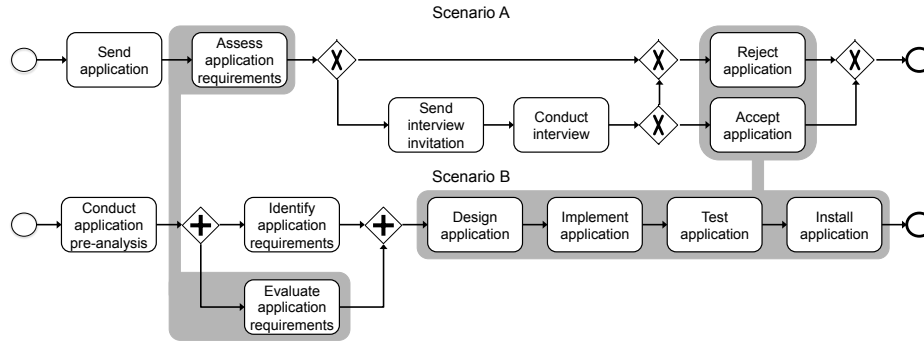 Scenario A
Send
application
Assess
application
requirements
Send
interview
invitation
Conduct
interview
Reject
application
Accept
application
Scenario B
Conduct
application
pre-analysis
Identify
application
requirements
Evaluate
application
requirements
Design
application
Implement
application
Test
application
Install
application